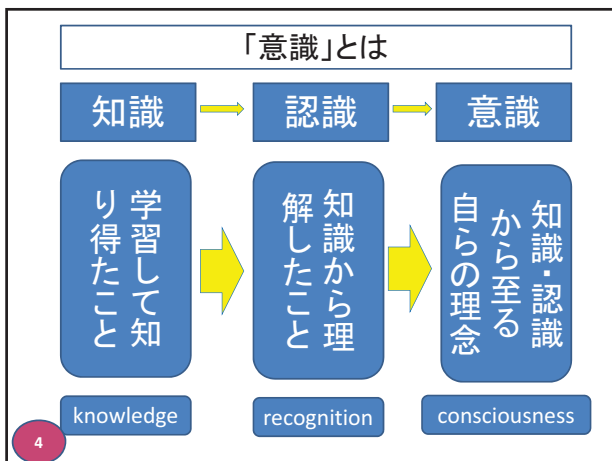 「意識」とは
知識
認識
意識
学習して知
り得たこと
知識から理
解したこと
知識・認識
から至る
自らの理念
knowledge
recognition
consciousness
4